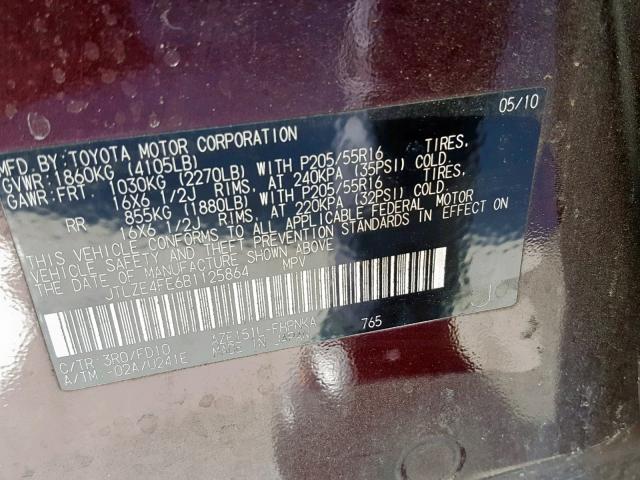 05/10
MFD.BY:TOYOTA MOTOR CORPORATION
GVWR:1860KG (4105LB)
GAWR:FRT 1030KG (2270LB) WITH P205/55R16 TIRES,
16X6 1/2J RIMS, AT 240KPA (35PSI) COLD.
RR 855KG (1880LB) WITH P205/55R16 TIRES,
16X6 1/2J RIMS, AT 220KPA (32PSI) COLD.
THIS VEHICLE CONFORMS TO ALL APPLICABLE FEDERAL MOTOR
VEHICLE SAFETY AND THEFT PREVENTION STANDARDS IN EFFECT ON
THE DATE OF MANUFACTURE SHOWN ABOVE.
JTLZE4FE6B1125864 MPV
765
C/TR 3R0/FD10
A/TM -02A/U241E MADE IN